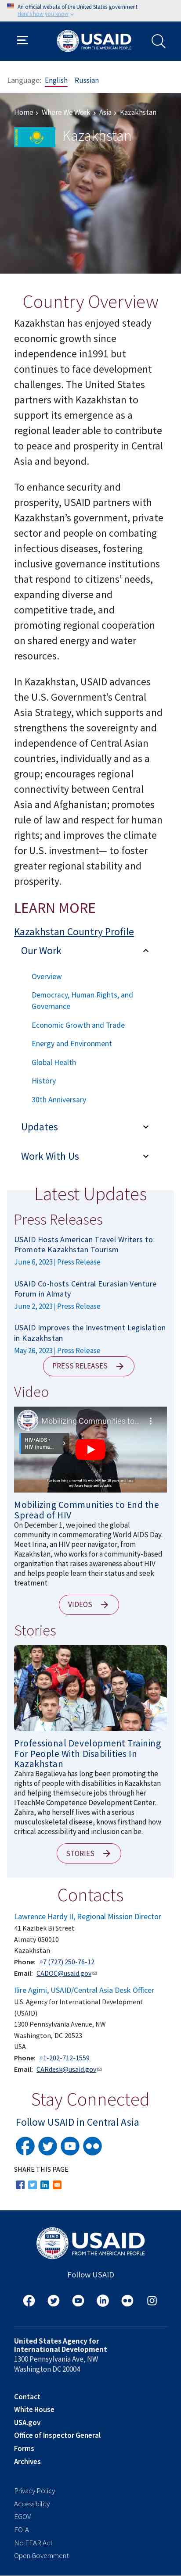 An official website of the United States government
Here's how you know
USAID
FROM THE AMERICAN PEOPLE
Language: English Russian
Home › Where We Work › Asia › Kazakhstan
Kazakhstan
Country Overview
Kazakhstan has enjoyed steady
economic growth since
independence in1991 but
continues to face development
challenges. The United States
partners with Kazakhstan to
support its emergence as a
regional leader able to contribute
to peace and prosperity in Central
Asia and beyond.
To enhance security and
prosperity, USAID partners with
Kazakhstan's government, private
sector and people on combating
infectious diseases, fostering
inclusive governance institutions
that respond to citizens' needs,
expanding diverse and
competitive trade, and
promoting regional cooperation
on shared energy and water
resources.
In Kazakhstan, USAID advances
the U.S. Government's Central
Asia Strategy, which supports and
strengthens sovereignty and
independence of Central Asian
countries, individually and as a
group; encourages regional
connectivity between Central
Asia and Afghanistan; promotes
rule of law and respect for human
rights; and improves the climate
for U.S. investment— to foster
greater regional stability and
prosperity.
LEARN MORE
Kazakhstan Country Profile
Our Work
Overview
Democracy, Human Rights, and
Governance
Economic Growth and Trade
Energy and Environment
Global Health
History
30th Anniversary
Updates
Work With Us
Latest Updates
Press Releases
USAID Hosts American Travel Writers to
Promote Kazakhstan Tourism
June 6, 2023 | Press Release
USAID Co-hosts Central Eurasian Venture
Forum in Almaty
June 2, 2023 | Press Release
USAID Improves the Investment Legislation
in Kazakhstan
May 26, 2023 | Press Release
PRESS RELEASES
Video
Mobilizing Communities to...
HIV/AIDS •
HIV (human...
Mobilizing Communities to End the
Spread of HIV
On December 1, we joined the global
community in observing World AIDS Day.
Meet Irina, an HIV peer navigator, from
Kazakhstan, who works for a community-based
organization that raises awareness about HIV
and helps improve adherence to treatment.
VIDEOS
Stories
Professional Development Training
For People With Disabilities In
Kazakhstan
Zahira Begalieva has long been championing the
rights of people with disabilities in Kazakhstan
and helping them strengthen their
professional and social skills through her
ITeachMe Competence Development Center.
Zahira, who herself lives with a serious
musculoskeletal disease, knows firsthand how
critical accessibility and inclusion can be.
STORIES
Contacts
Lawrence Hardy II, Regional Mission Director
41 Kazibek Bi Street
Almaty 050010
Kazakhstan
Phone: +7 (727) 250-76-12
Email: CADOC@usaid.gov
Ilire Agimi, USAID/Central Asia Desk Officer
U.S. Agency for International Development
(USAID)
1300 Pennsylvania Avenue, NW
Washington, DC 20523
USA
Phone: +1-202-712-1559
Email: CARdesk@usaid.gov
Stay Connected
Follow USAID in Central Asia
SHARE THIS PAGE
USAID
FROM THE AMERICAN PEOPLE
Follow USAID
United States Agency for
International Development
1300 Pennsylvania Ave, NW
Washington DC 20004
Contact
White House
USA.gov
Office of Inspector General
Forms
Archives
Privacy Policy
Accessibility
EGOV
FOIA
No FEAR Act
Open Government